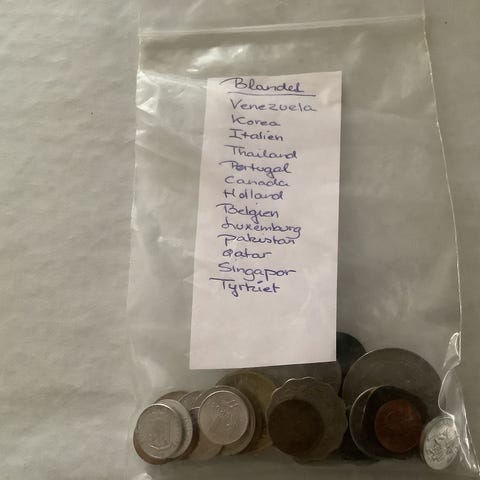 Blandet
Venezuela
Korea
Italien
Thailand
Portugal
Canada
Holland
Belgien
Luxemburg
Pakistan
Qatar
Singapor
Tyrkiet